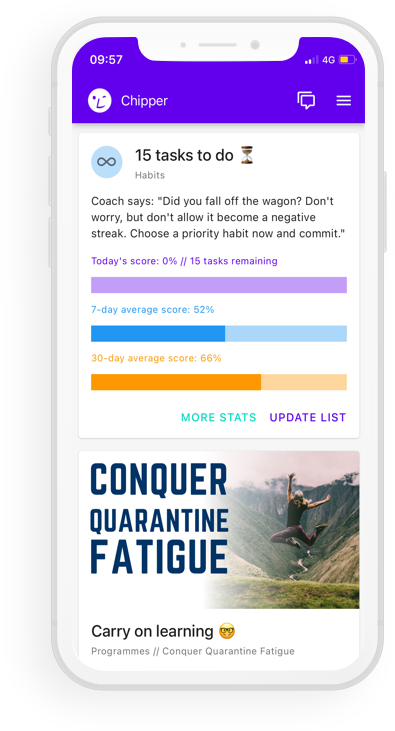 09:57
4G
Chipper
15 tasks to do ⏳
Habits
Coach says: "Did you fall off the wagon? Don't
worry, but don't allow it become a negative
streak. Choose a priority habit now and commit."
Today's score: 0% // 15 tasks remaining
7-day average score: 52%
30-day average score: 66%
MORE STATS UPDATE LIST
CONQUER
QUARANTINE
FATIGUE
Carry on learning 🤓
Programmes // Conquer Quarantine Fatigue